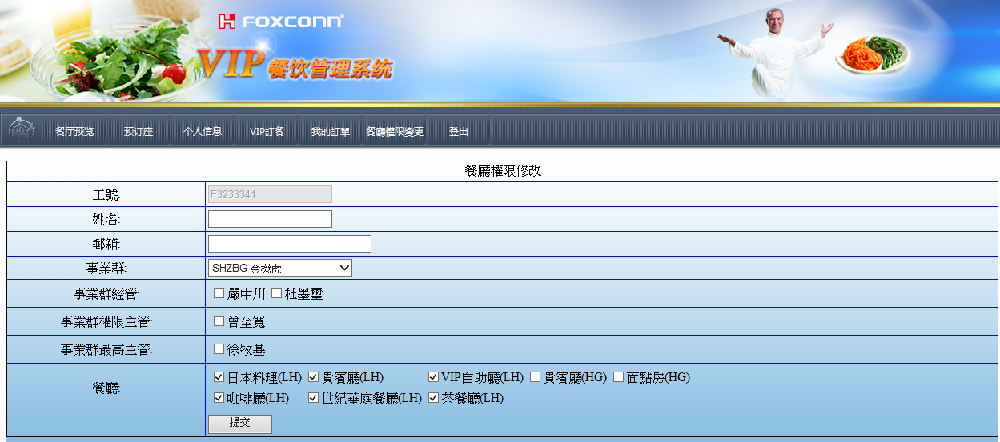 FOXCONN®
VIP 餐饮管理系统
餐厅预览 预订座 个人信息 VIP訂餐 我的訂單 餐廳權限變更 登出
餐廳權限修改
工號: F3233341
姓名:
郵箱:
事業群: SHZBG-金機虎
事業群經管: 嚴中川 杜墨璽
事業群權限主管: 曾至寬
事業群最高主管: 徐牧基
餐廳: 日本料理(LH) 貴賓廳(LH) VIP自助廳(LH) 貴賓廳(HG) 面點房(HG)
咖啡廳(LH) 世紀華庭餐廳(LH) 茶餐廳(LH)
提交